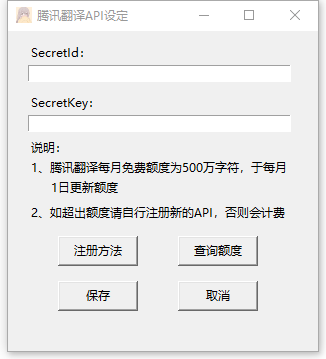 腾讯翻译API设定
SecretId：
SecretKey：
说明：
1、腾讯翻译每月免费额度为500万字符，于每月
1日更新额度
2、如超出额度请自行注册新的API，否则会计费
注册方法 查询额度
保存 取消